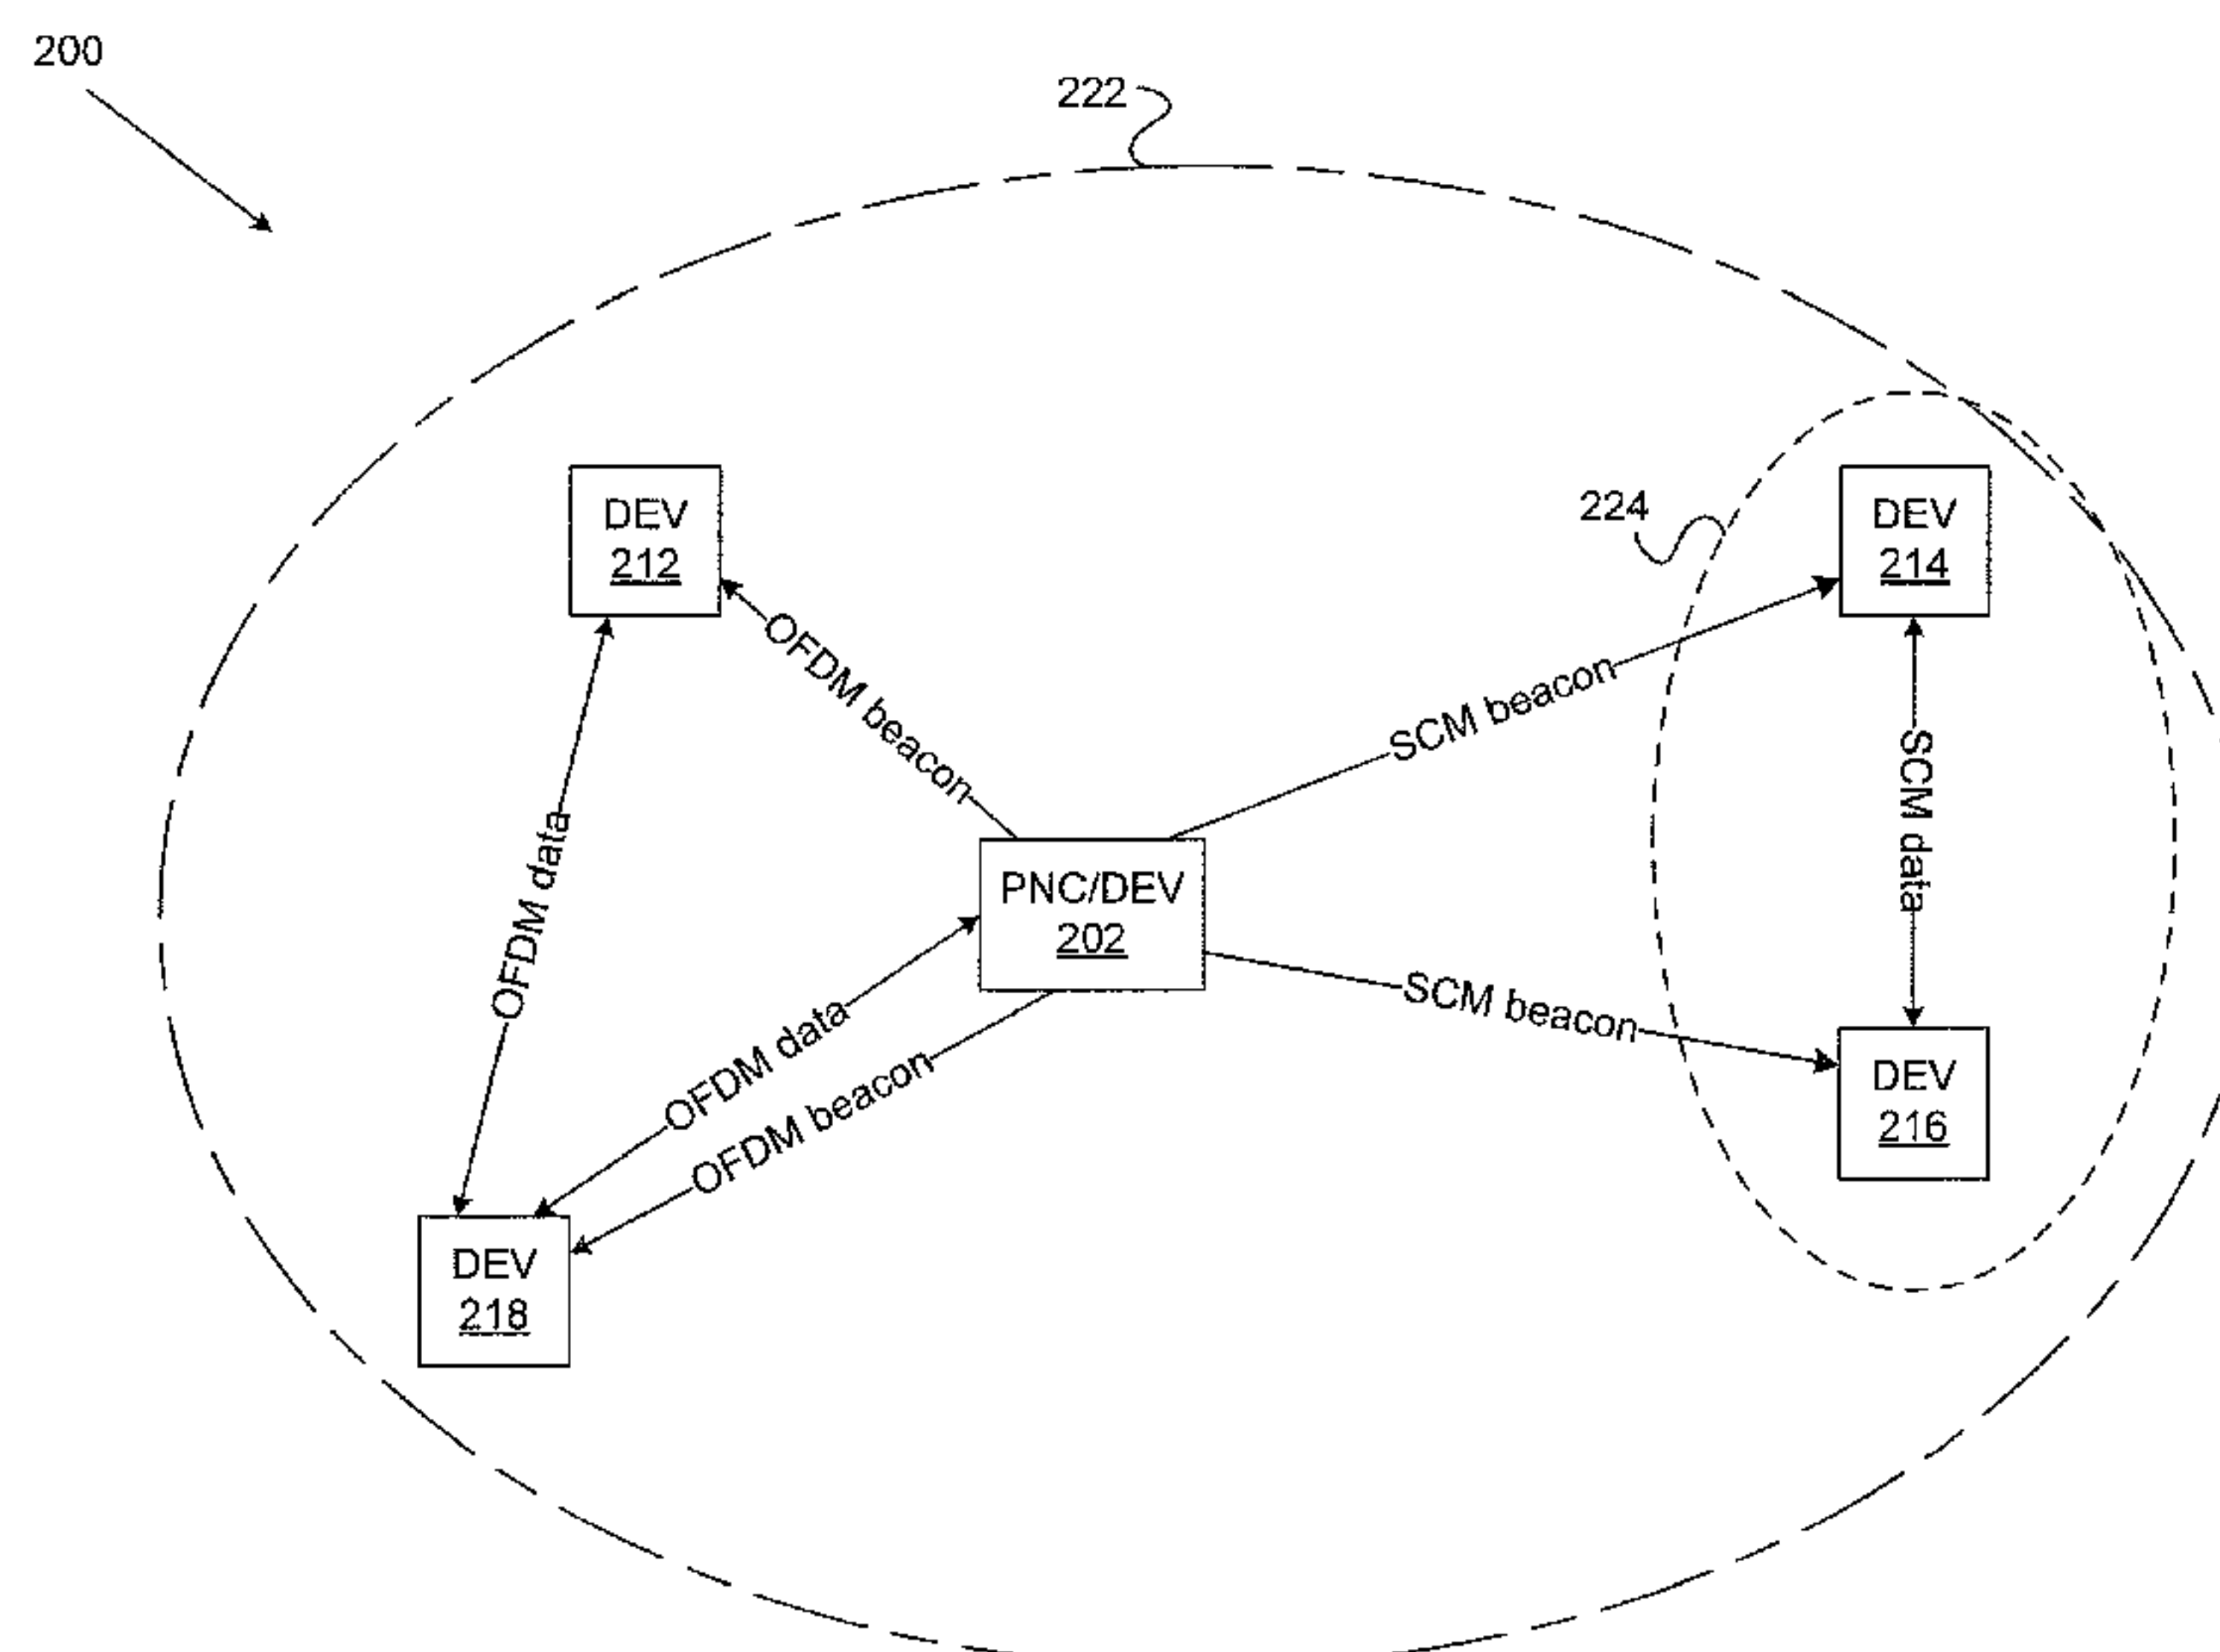 200
222
DEV
212
224
DEV
214
OFDM beacon
SCM beacon
SCM data
OFDM data
PNC/DEV
202
SCM beacon
OFDM data
OFDM beacon
DEV
216
DEV
218